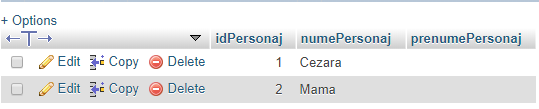 + Options
idPersonaj numePersonaj prenumePersonaj
Edit Copy Delete 1 Cezara
Edit Copy Delete 2 Mama